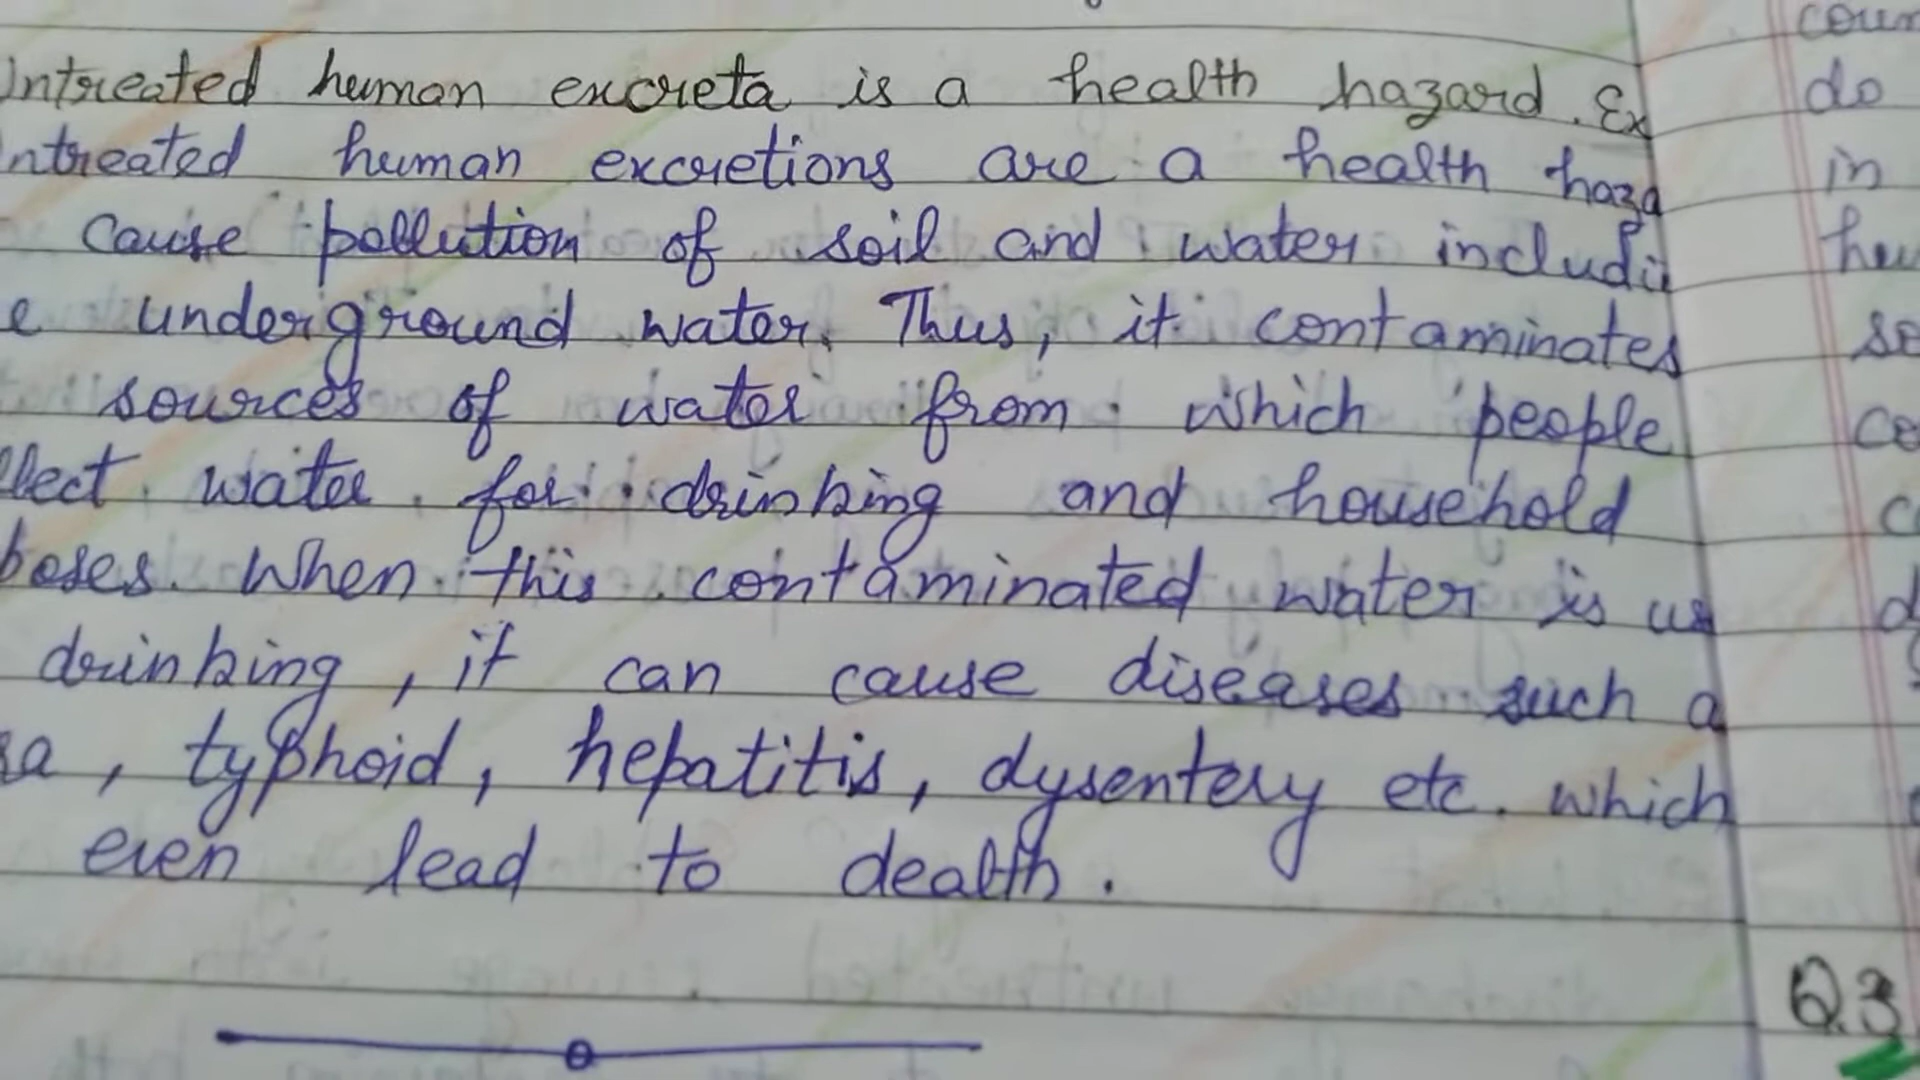 Untreated human excreta is a health hazard. Ex
ntreated human excretions are a health haza
cause pollution of soil and water includi
e underground water. Thus, it contaminates
sources of water from which people
llect water for drinking and household
poses. When this contaminated water is us
drinking, it can cause diseases such a
ra, typhoid, hepatitis, dysentery etc. which
even lead to dealth.
do
in
Q.3